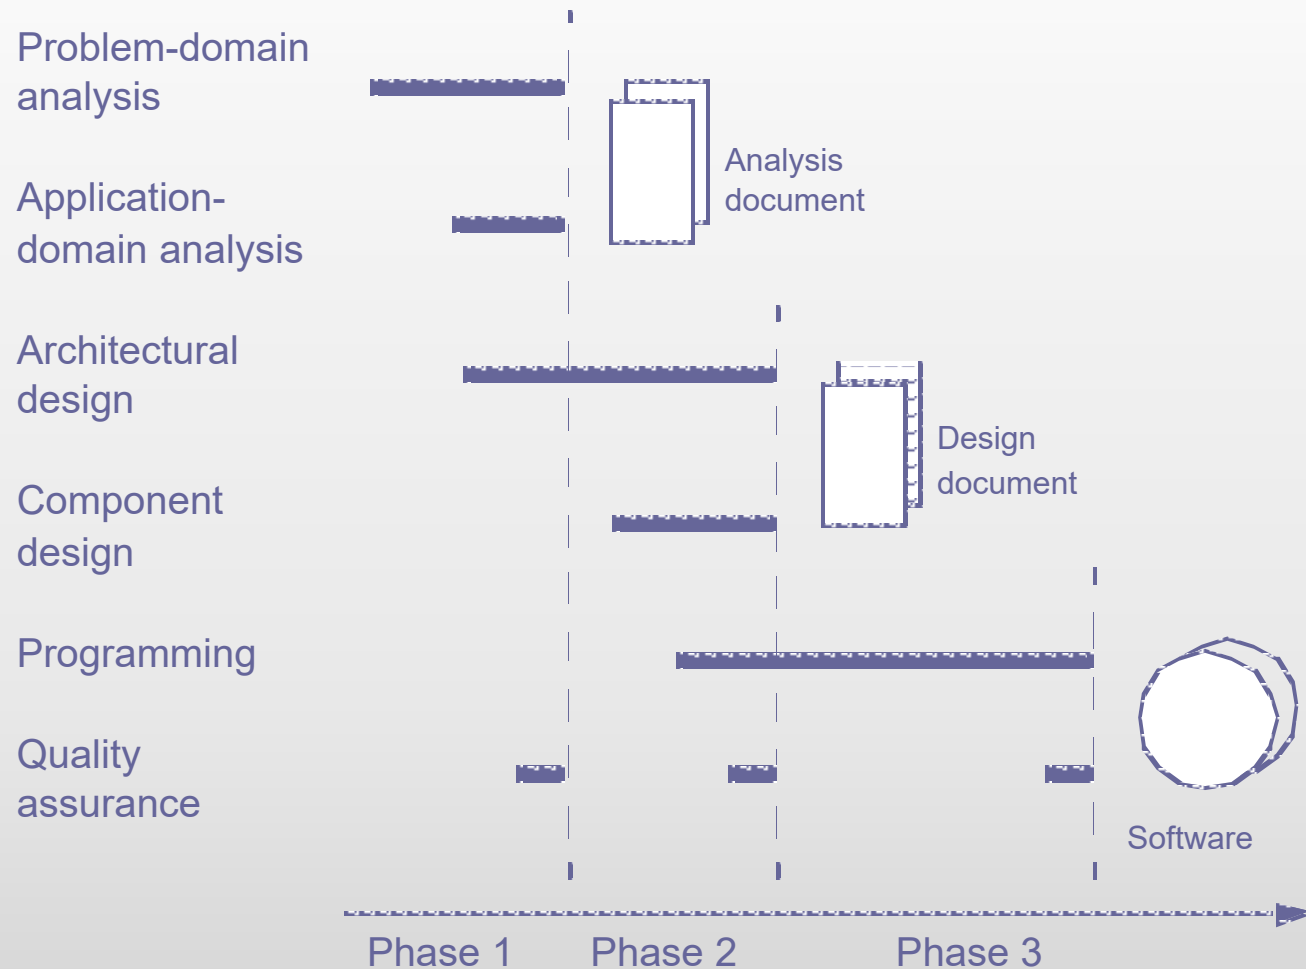 Problem-domain
analysis
Analysis
document
Application-
domain analysis
Architectural
design
Design
document
Component
design
Programming
Quality
assurance
Software
Phase 1 Phase 2 Phase 3